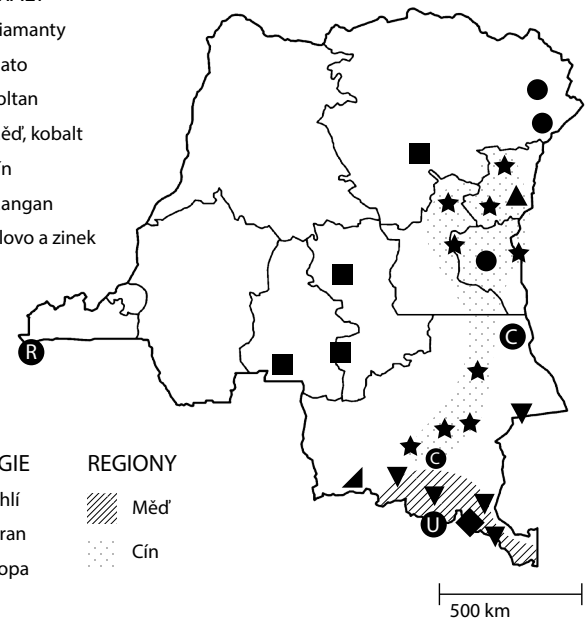 iamanty
ato
oltan
ěď, kobalt
ín
angan
lovo a zinek
R
C
C
U
GIE
hlí
ran
opa
REGIONY
Měď
Cín
500 km